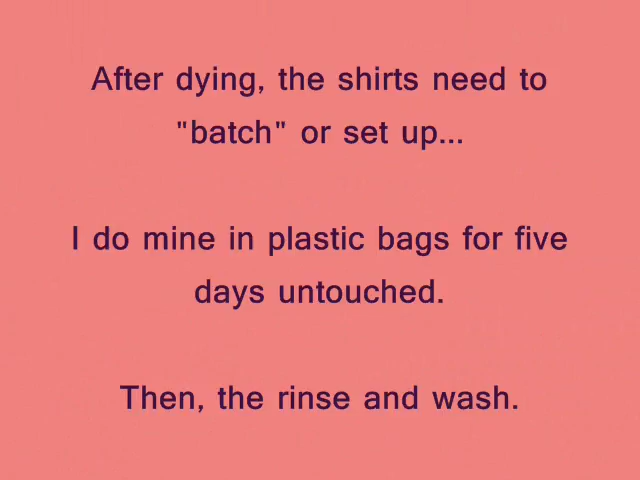 After dying, the shirts need to
"batch" or set up...
I do mine in plastic bags for five
days untouched.
Then, the rinse and wash.